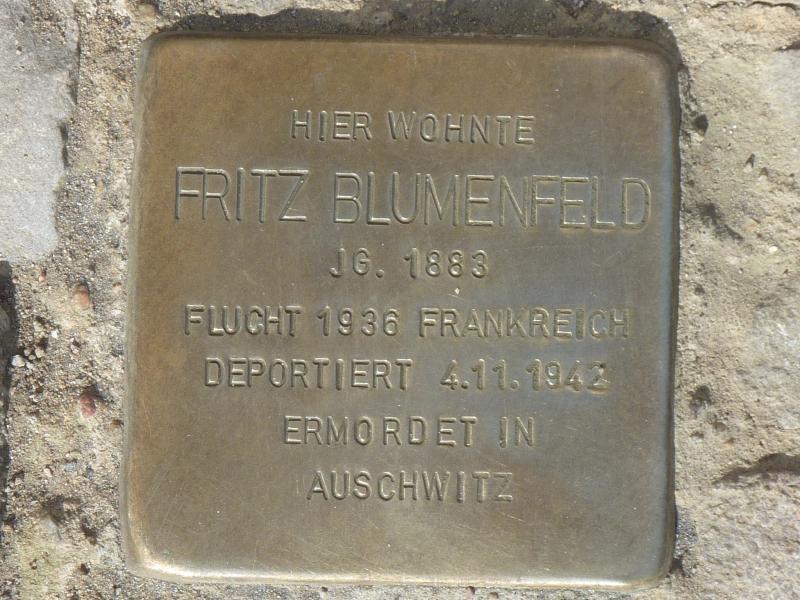 HIER WOHNTE
FRITZ BLUMENFELD
JG. 1883
FLUCHT 1936 FRANKREICH
DEPORTIERT 4.11.1942
ERMORDET IN
AUSCHWITZ